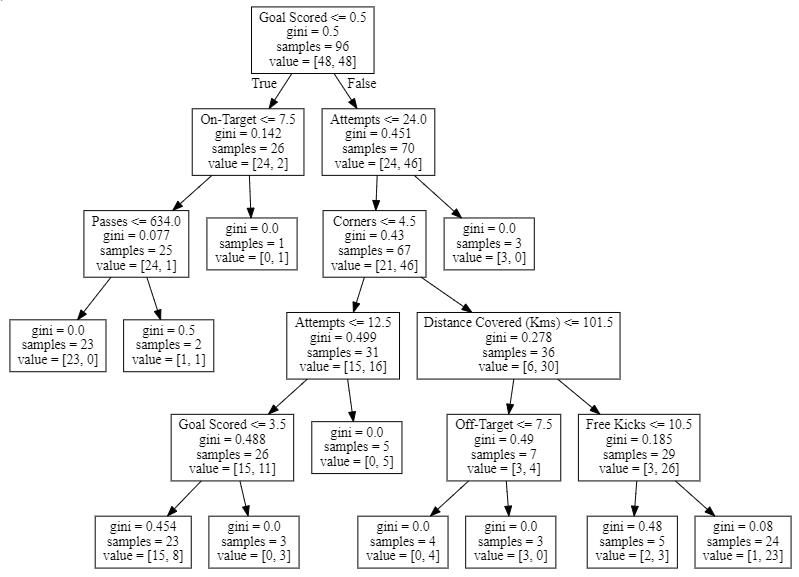 Goal Scored <= 0.5
gini = 0.5
samples = 96
value = [48, 48]
True
False
On-Target <= 7.5
gini = 0.142
samples = 26
value = [24, 2]
Attempts <= 24.0
gini = 0.451
samples = 70
value = [24, 46]
Passes <= 634.0
gini = 0.077
samples = 25
value = [24, 1]
gini = 0.0
samples = 1
value = [0, 1]
Corners <= 4.5
gini = 0.43
samples = 67
value = [21, 46]
gini = 0.0
samples = 3
value = [3, 0]
gini = 0.0
samples = 23
value = [23, 0]
gini = 0.5
samples = 2
value = [1, 1]
Attempts <= 12.5
gini = 0.499
samples = 31
value = [15, 16]
Distance Covered (Kms) <= 101.5
gini = 0.278
samples = 36
value = [6, 30]
Goal Scored <= 3.5
gini = 0.488
samples = 26
value = [15, 11]
gini = 0.0
samples = 5
value = [0, 5]
Off-Target <= 7.5
gini = 0.49
samples = 7
value = [3, 4]
Free Kicks <= 10.5
gini = 0.185
samples = 29
value = [3, 26]
gini = 0.454
samples = 23
value = [15, 8]
gini = 0.0
samples = 3
value = [0, 3]
gini = 0.0
samples = 4
value = [0, 4]
gini = 0.0
samples = 3
value = [3, 0]
gini = 0.48
samples = 5
value = [2, 3]
gini = 0.08
samples = 24
value = [1, 23]